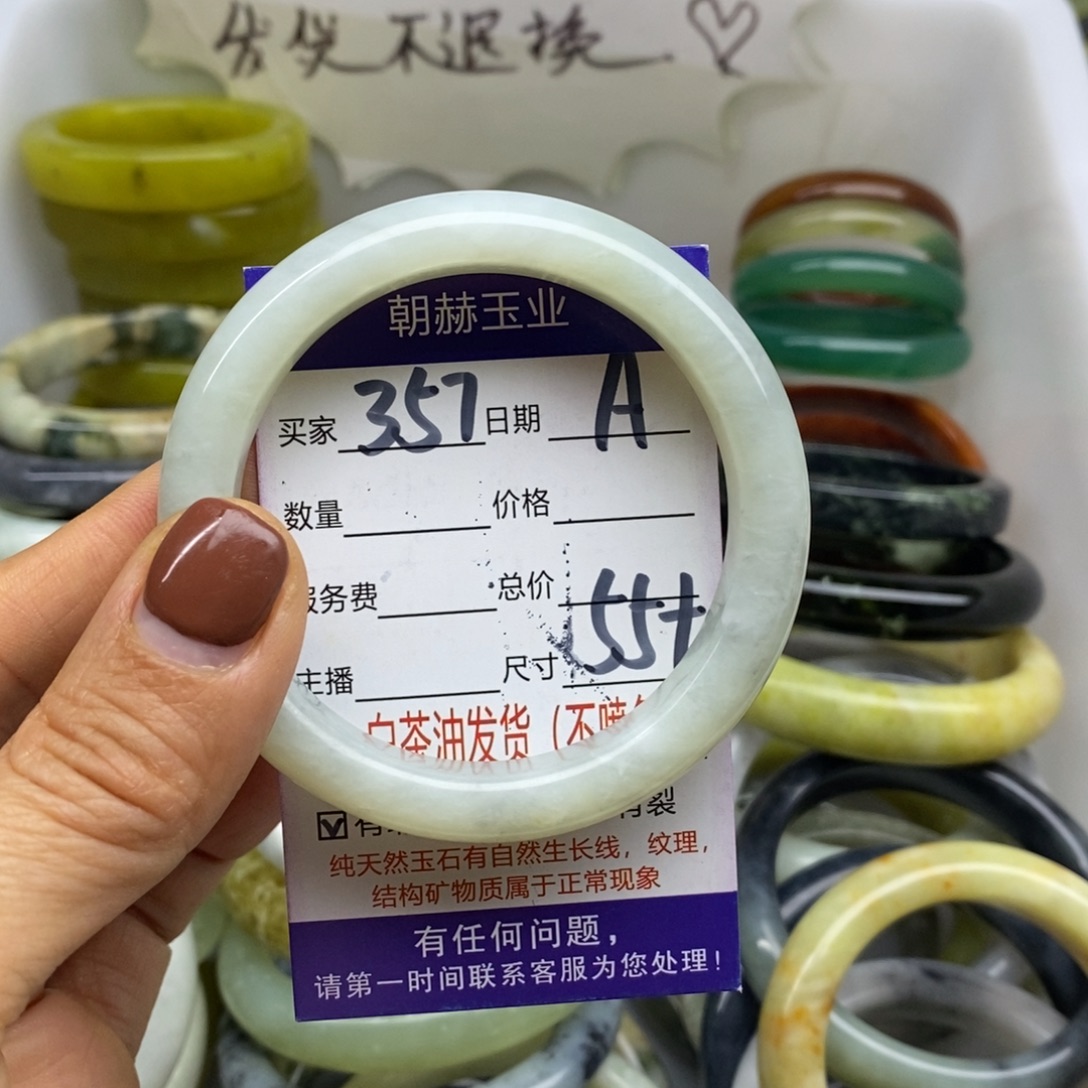 发货不退换
朝赫玉业
买家 357 日期 A
数量 价格
服务费 总价
主播 尺寸 55+
白茶油发货(不喷
有 有裂
纯天然玉石有自然生长线，纹理，
结构矿物质属于正常现象
有任何问题，
请第一时间联系客服为您处理！